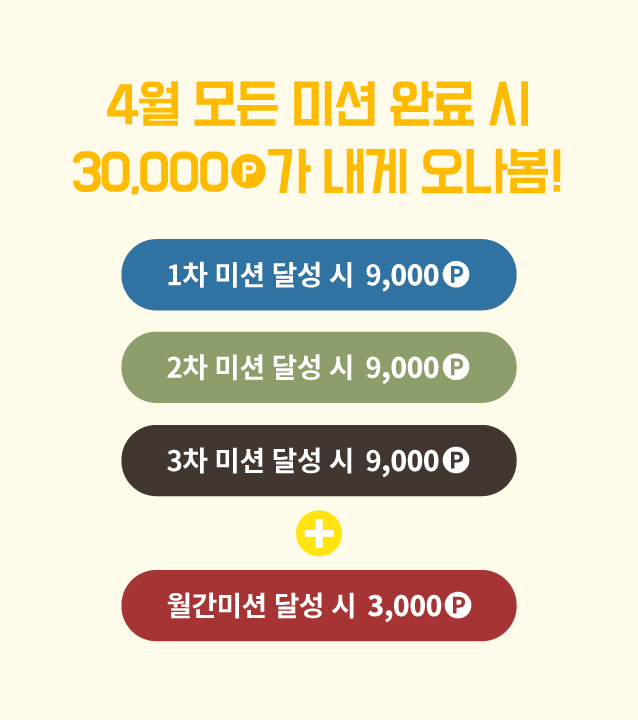 4월 모든 미션 완료 시
30,000P가 내게 오나봄!
1차 미션 달성 시 9,000P
2차 미션 달성 시 9,000P
3차 미션 달성 시 9,000P
+
월간미션 달성 시 3,000P